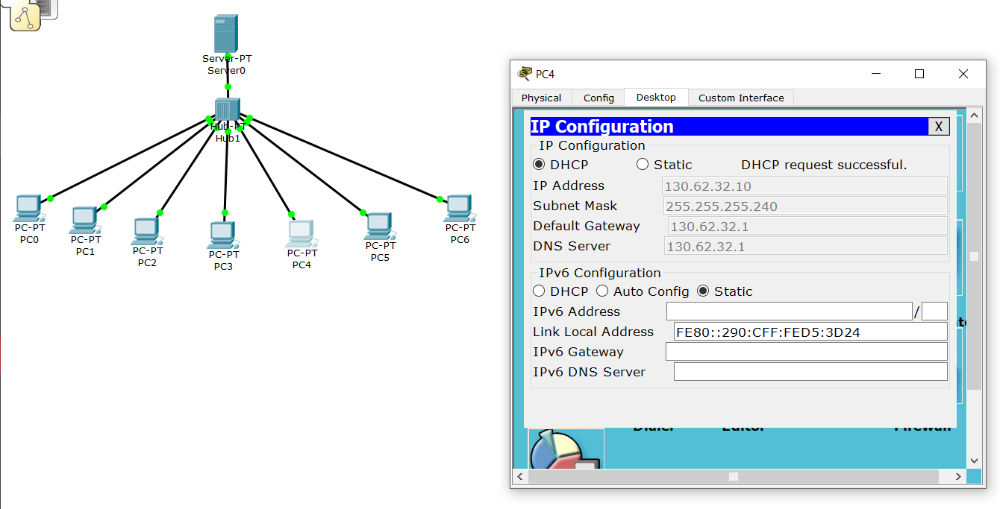 Server-PT
Server0
Hub-PT
Hub1
PC-PT
PC0
PC-PT
PC1
PC-PT
PC2
PC-PT
PC3
PC-PT
PC4
PC-PT
PC5
PC-PT
PC6
PC4
Physical Config Desktop Custom Interface
IP Configuration X
IP Configuration
DHCP Static DHCP request successful.
IP Address 130.62.32.10
Subnet Mask 255.255.255.240
Default Gateway 130.62.32.1
DNS Server 130.62.32.1
IPv6 Configuration
DHCP Auto Config Static
IPv6 Address /
Link Local Address FE80::290:CFF:FED5:3D24
IPv6 Gateway
IPv6 DNS Server
Dialer Editor Firewall